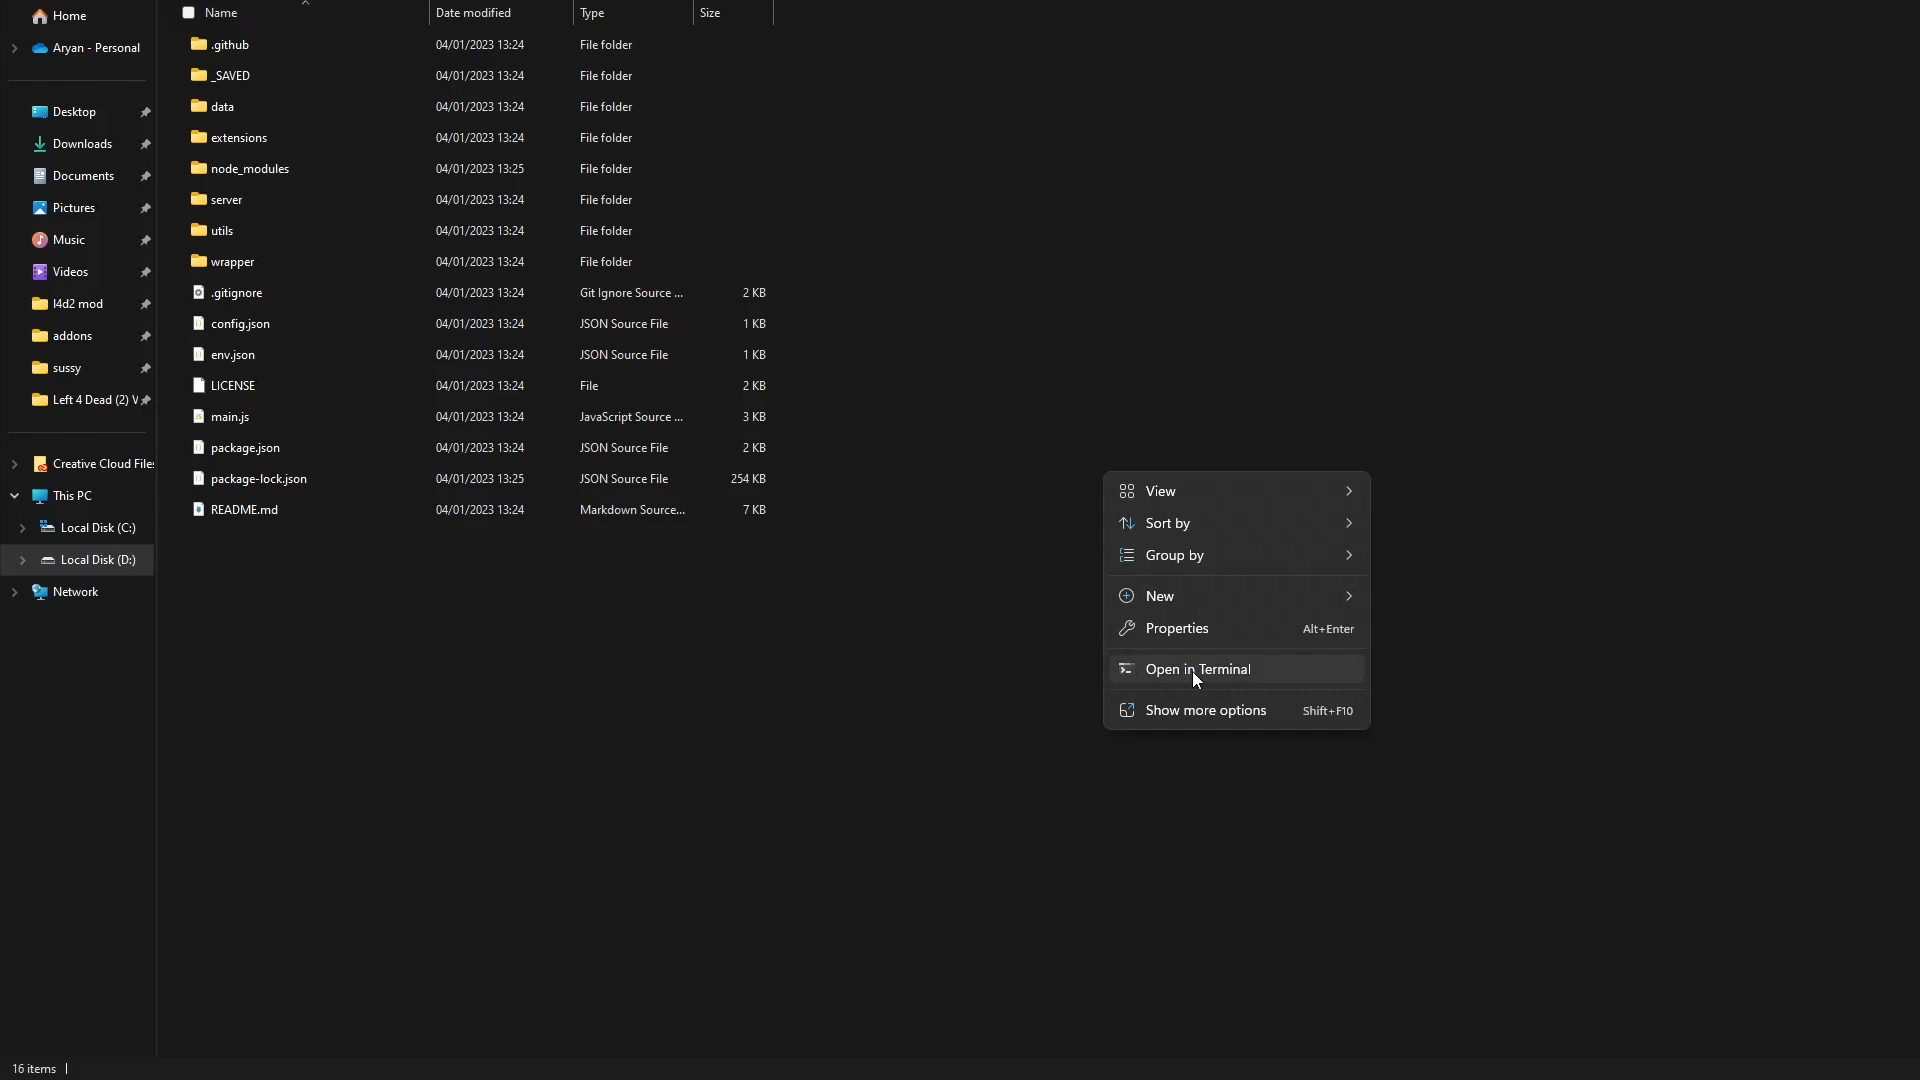 Home
Aryan - Personal
Desktop
Downloads
Documents
Pictures
Music
Videos
l4d2 mod
addons
sussy
Left 4 Dead (2) V
Creative Cloud Files
This PC
Local Disk (C:)
Local Disk (D:)
Network
Name Date modified Type Size
.github 04/01/2023 13:24 File folder
_SAVED 04/01/2023 13:24 File folder
data 04/01/2023 13:24 File folder
extensions 04/01/2023 13:24 File folder
node_modules 04/01/2023 13:25 File folder
server 04/01/2023 13:24 File folder
utils 04/01/2023 13:24 File folder
wrapper 04/01/2023 13:24 File folder
.gitignore 04/01/2023 13:24 Git Ignore Source ... 2 KB
config.json 04/01/2023 13:24 JSON Source File 1 KB
env.json 04/01/2023 13:24 JSON Source File 1 KB
LICENSE 04/01/2023 13:24 File 2 KB
main.js 04/01/2023 13:24 JavaScript Source ... 3 KB
package.json 04/01/2023 13:24 JSON Source File 2 KB
package-lock.json 04/01/2023 13:25 JSON Source File 254 KB
README.md 04/01/2023 13:24 Markdown Source... 7 KB
View
Sort by
Group by
New
Properties Alt+Enter
Open in Terminal
Show more options Shift+F10
16 items